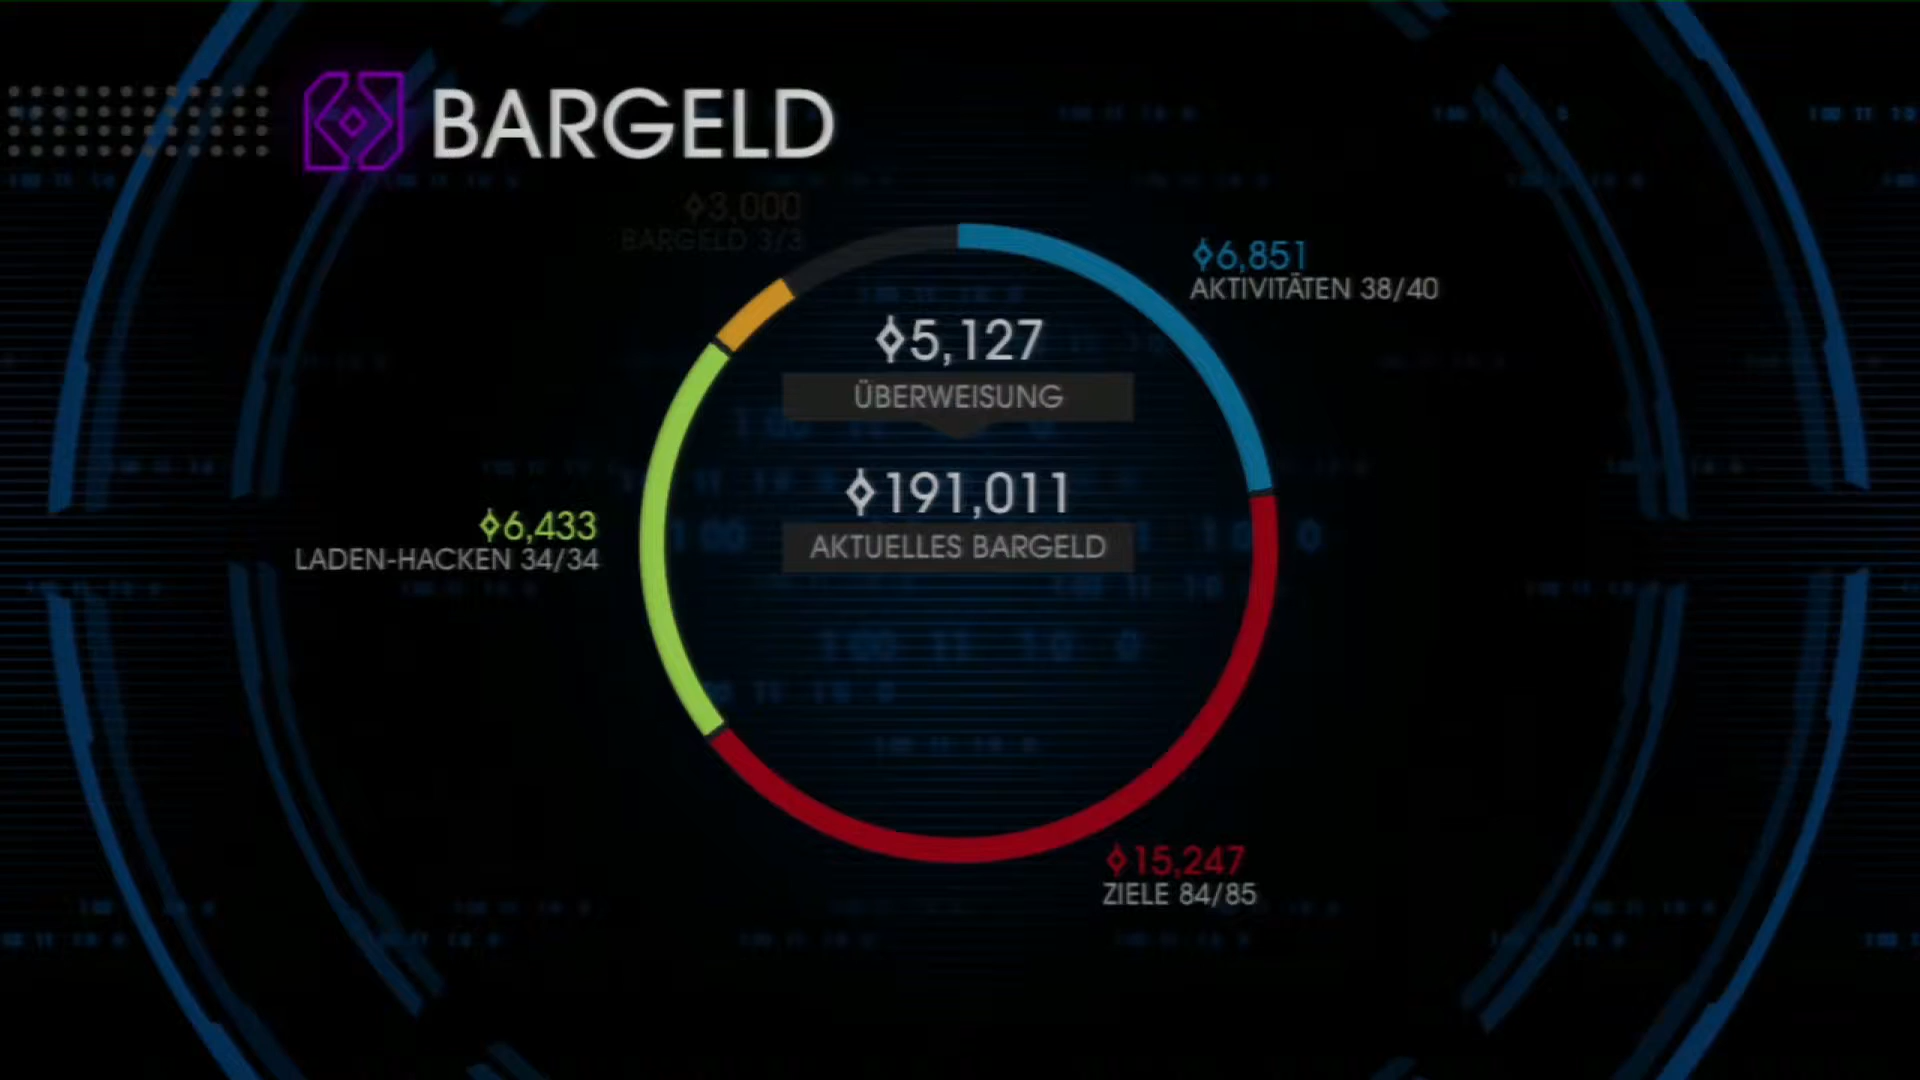 BARGELD
3,000
BARGELD 3/3
6,851
AKTIVITÄTEN 38/40
5,127
ÜBERWEISUNG
191,011
AKTUELLES BARGELD
6,433
LADEN-HACKEN 34/34
15,247
ZIELE 84/85